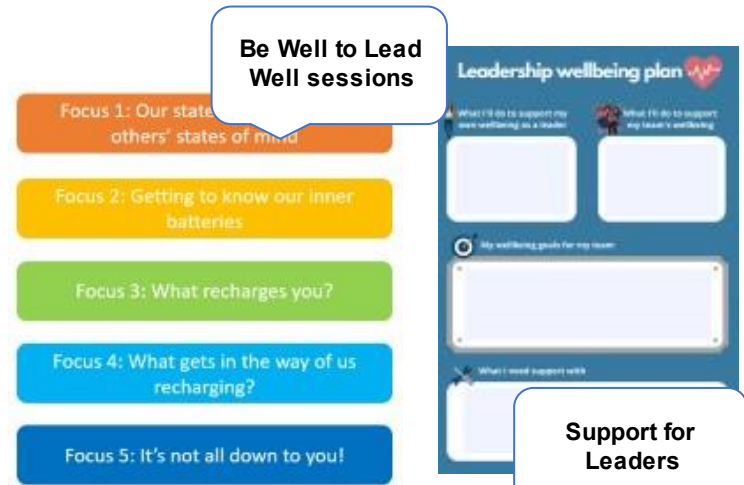 Be Well to Lead
Well sessions
Focus 1: Our state
others' states of mind
Focus 2: Getting to know our inner
batteries
Focus 3: What recharges you?
Focus 4: What gets in the way of us
recharging?
Focus 5: It's not all down to you!
Leadership wellbeing plan
What I'll do to support my
own wellbeing as a leader
What I'll do to support
my team's wellbeing
My wellbeing goals for my team
What I need support with
Support for
Leaders